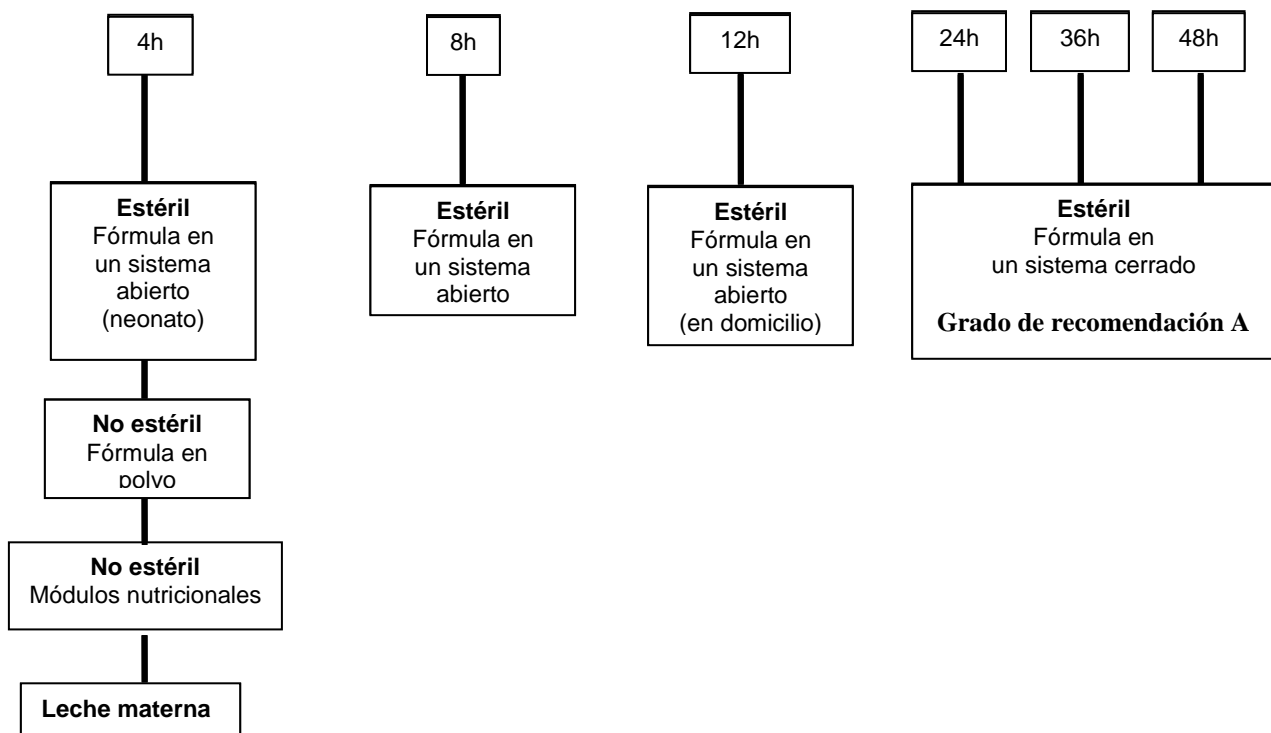 4h
8h
12h
24h
36h
48h
Estéril
Fórmula en
un sistema
abierto
(neonato)
Estéril
Fórmula en
un sistema
abierto
Estéril
Fórmula en
un sistema
abierto
(en domicilio)
Estéril
Fórmula en
un sistema cerrado
Grado de recomendación A
No estéril
Fórmula en
polvo
No estéril
Módulos nutricionales
Leche materna